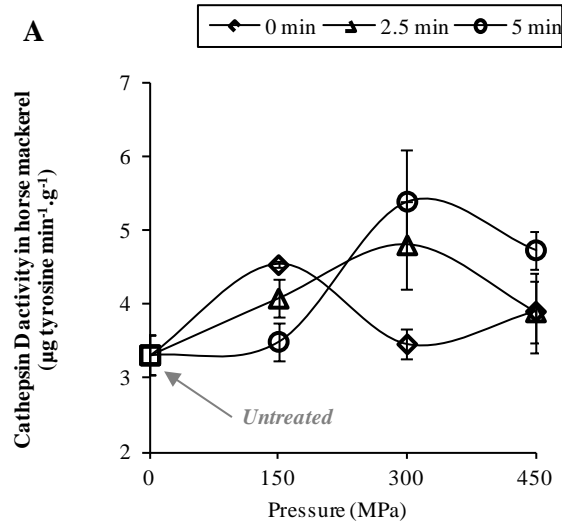 A
0 min 2.5 min 5 min
Cathepsin D activity in horse mackerel
(µg tyrosine min⁻¹.g⁻¹)
7
6
5
4
3
2
Untreated
0 150 300 450
Pressure (MPa)